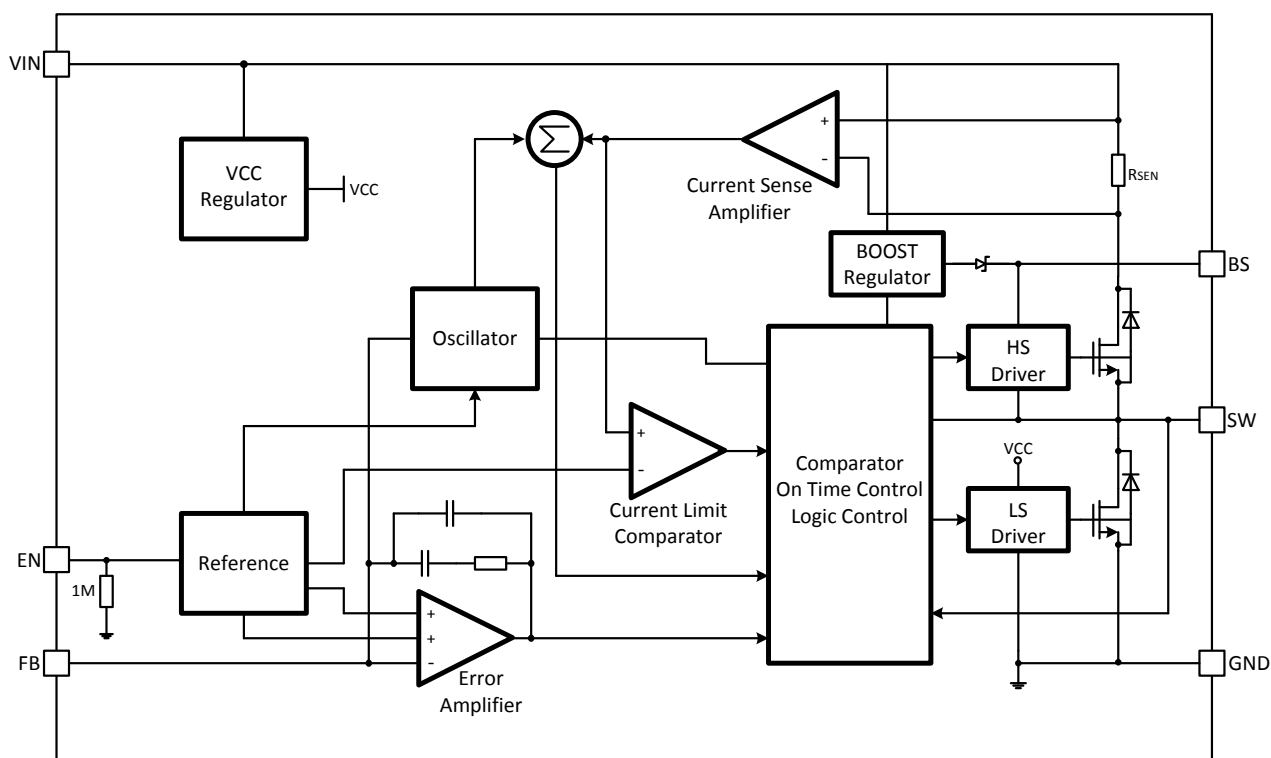 VIN
VCC
Regulator
VCC
Σ
+
-
Current Sense
Amplifier
RSEN
BOOST
Regulator
BS
Oscillator
HS
Driver
SW
+
-
Current Limit
Comparator
Comparator
On Time Control
Logic Control
VCC
LS
Driver
EN
1M
Reference
+
+
-
Error
Amplifier
FB
GND